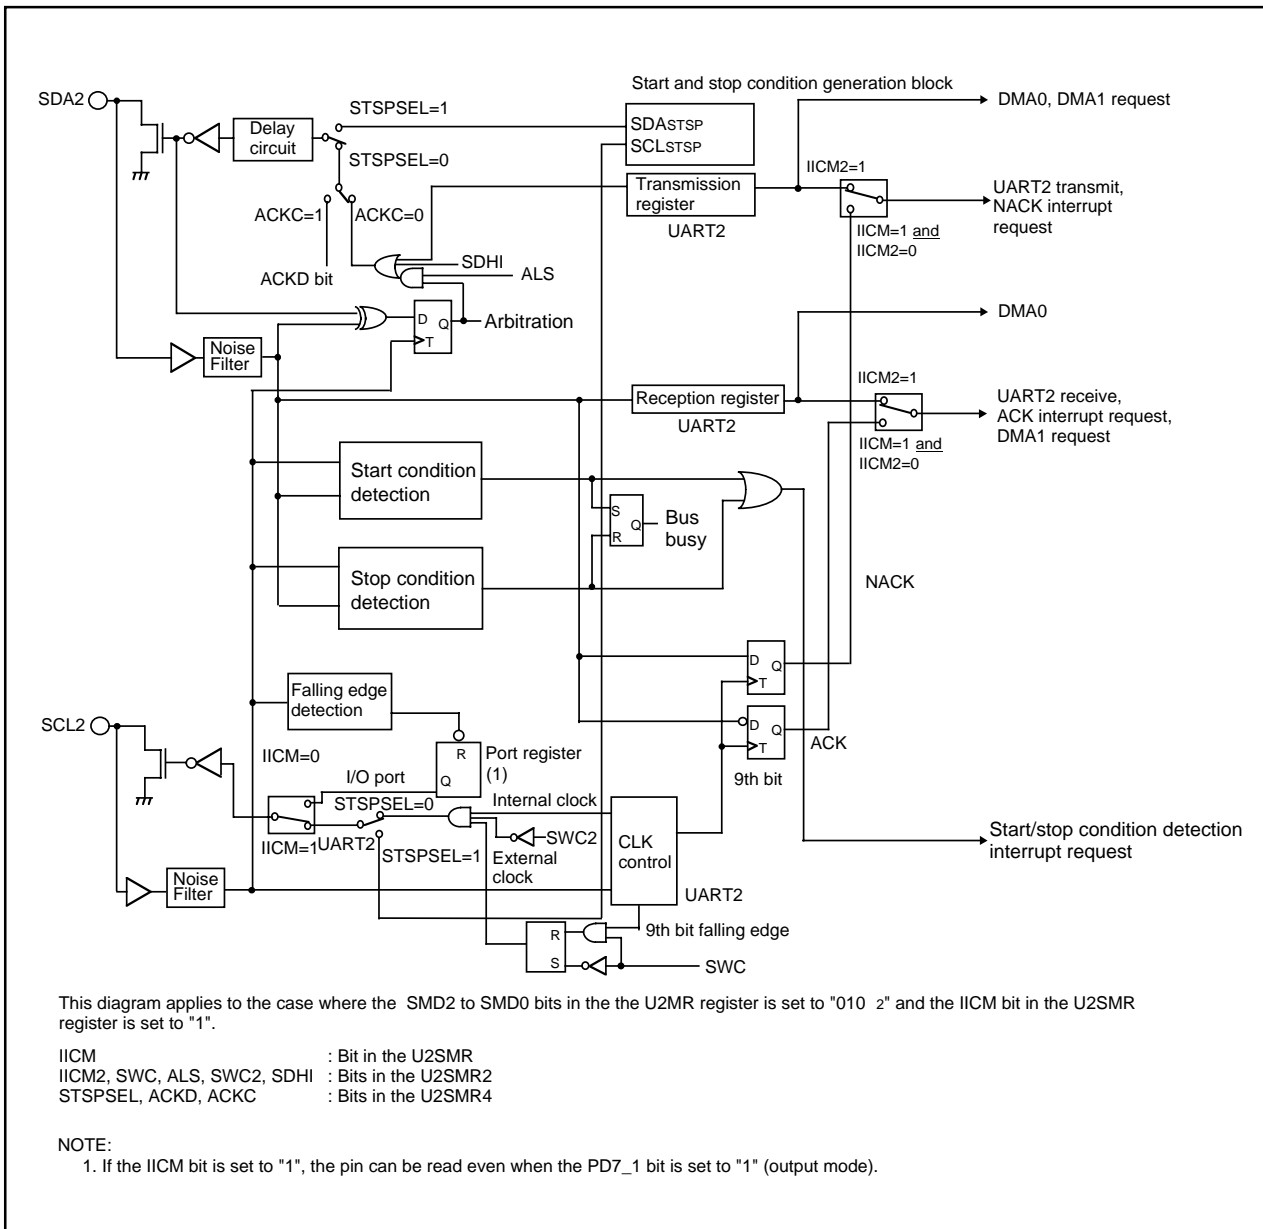 Start and stop condition generation block
SDA2
STSPSEL=1
DMA0, DMA1 request
Delay
circuit
SDASTSP
SCLSTSP
STSPSEL=0
IICM2=1
Transmission
register
UART2 transmit,
NACK interrupt
request
ACKC=1
ACKC=0
UART2
IICM=1 and
IICM2=0
SDHI
ALS
ACKD bit
DMA0
D
Q
T
Arbitration
Noise
Filter
IICM2=1
Reception register
UART2
UART2 receive,
ACK interrupt request,
DMA1 request
IICM=1 and
IICM2=0
Start condition
detection
S
Q
R
Bus
busy
Stop condition
detection
NACK
D
Q
T
Falling edge
detection
SCL2
D
Q
T
ACK
9th bit
IICM=0
R
Q
Port register
(1)
I/O port
STSPSEL=0
Internal clock
IICM=1
UART2
STSPSEL=1
SWC2
External
clock
CLK
control
Start/stop condition detection
interrupt request
Noise
Filter
UART2
R
S
9th bit falling edge
SWC
This diagram applies to the case where the SMD2 to SMD0 bits in the the U2MR register is set to "010 2" and the IICM bit in the U2SMR
register is set to "1".
IICM : Bit in the U2SMR
IICM2, SWC, ALS, SWC2, SDHI : Bits in the U2SMR2
STSPSEL, ACKD, ACKC : Bits in the U2SMR4
NOTE:
1. If the IICM bit is set to "1", the pin can be read even when the PD7_1 bit is set to "1" (output mode).